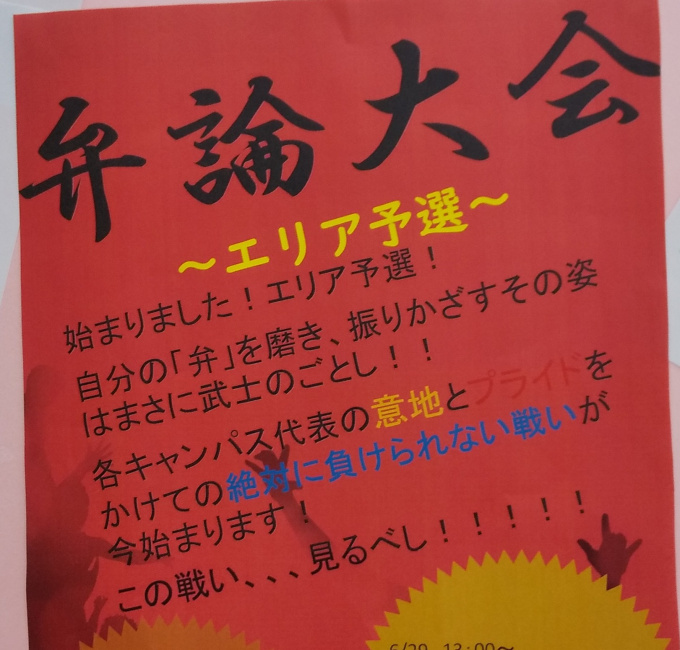 弁論大会
～エリア予選～
始まりました！エリア予選！
自分の「弁」を磨き、振りかざすその姿
はまさに武士のごとし！！
各キャンパス代表の意地とプライドを
かけての絶対に負けられない戦いが
今始まります！
この戦い、、、見るべし！！！！！
6/29 13:00～